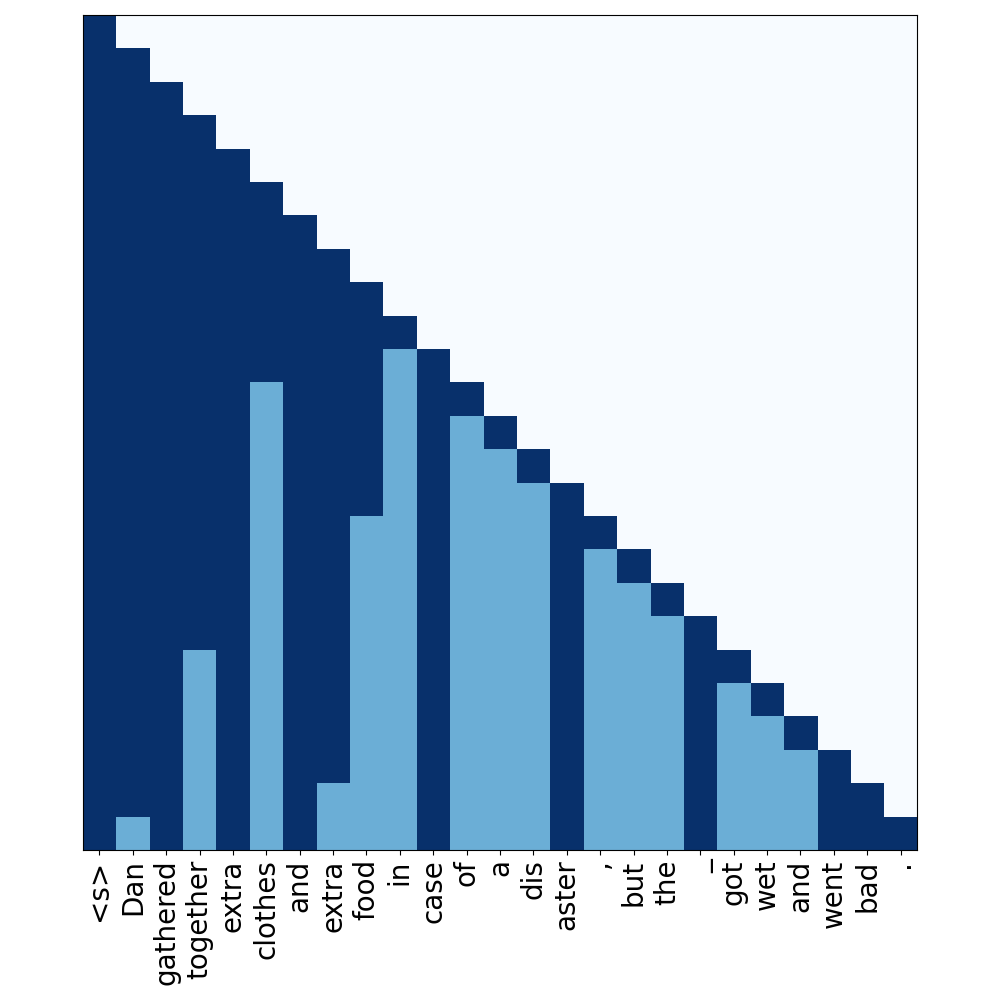 <s> Dan gathered together extra clothes and extra food in case of a dis aster , but the _ got wet and went bad .